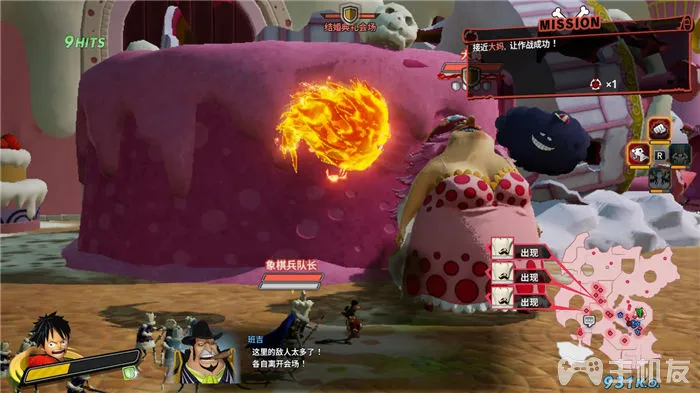 9 HITS
结婚典礼会场
MISSION
接近大妈，让作战成功！
×1
大
R
象棋兵队长
出现
出现
出现
班吉
这里的敌人太多了！
各自离开会场！
931 K.O.
手机友